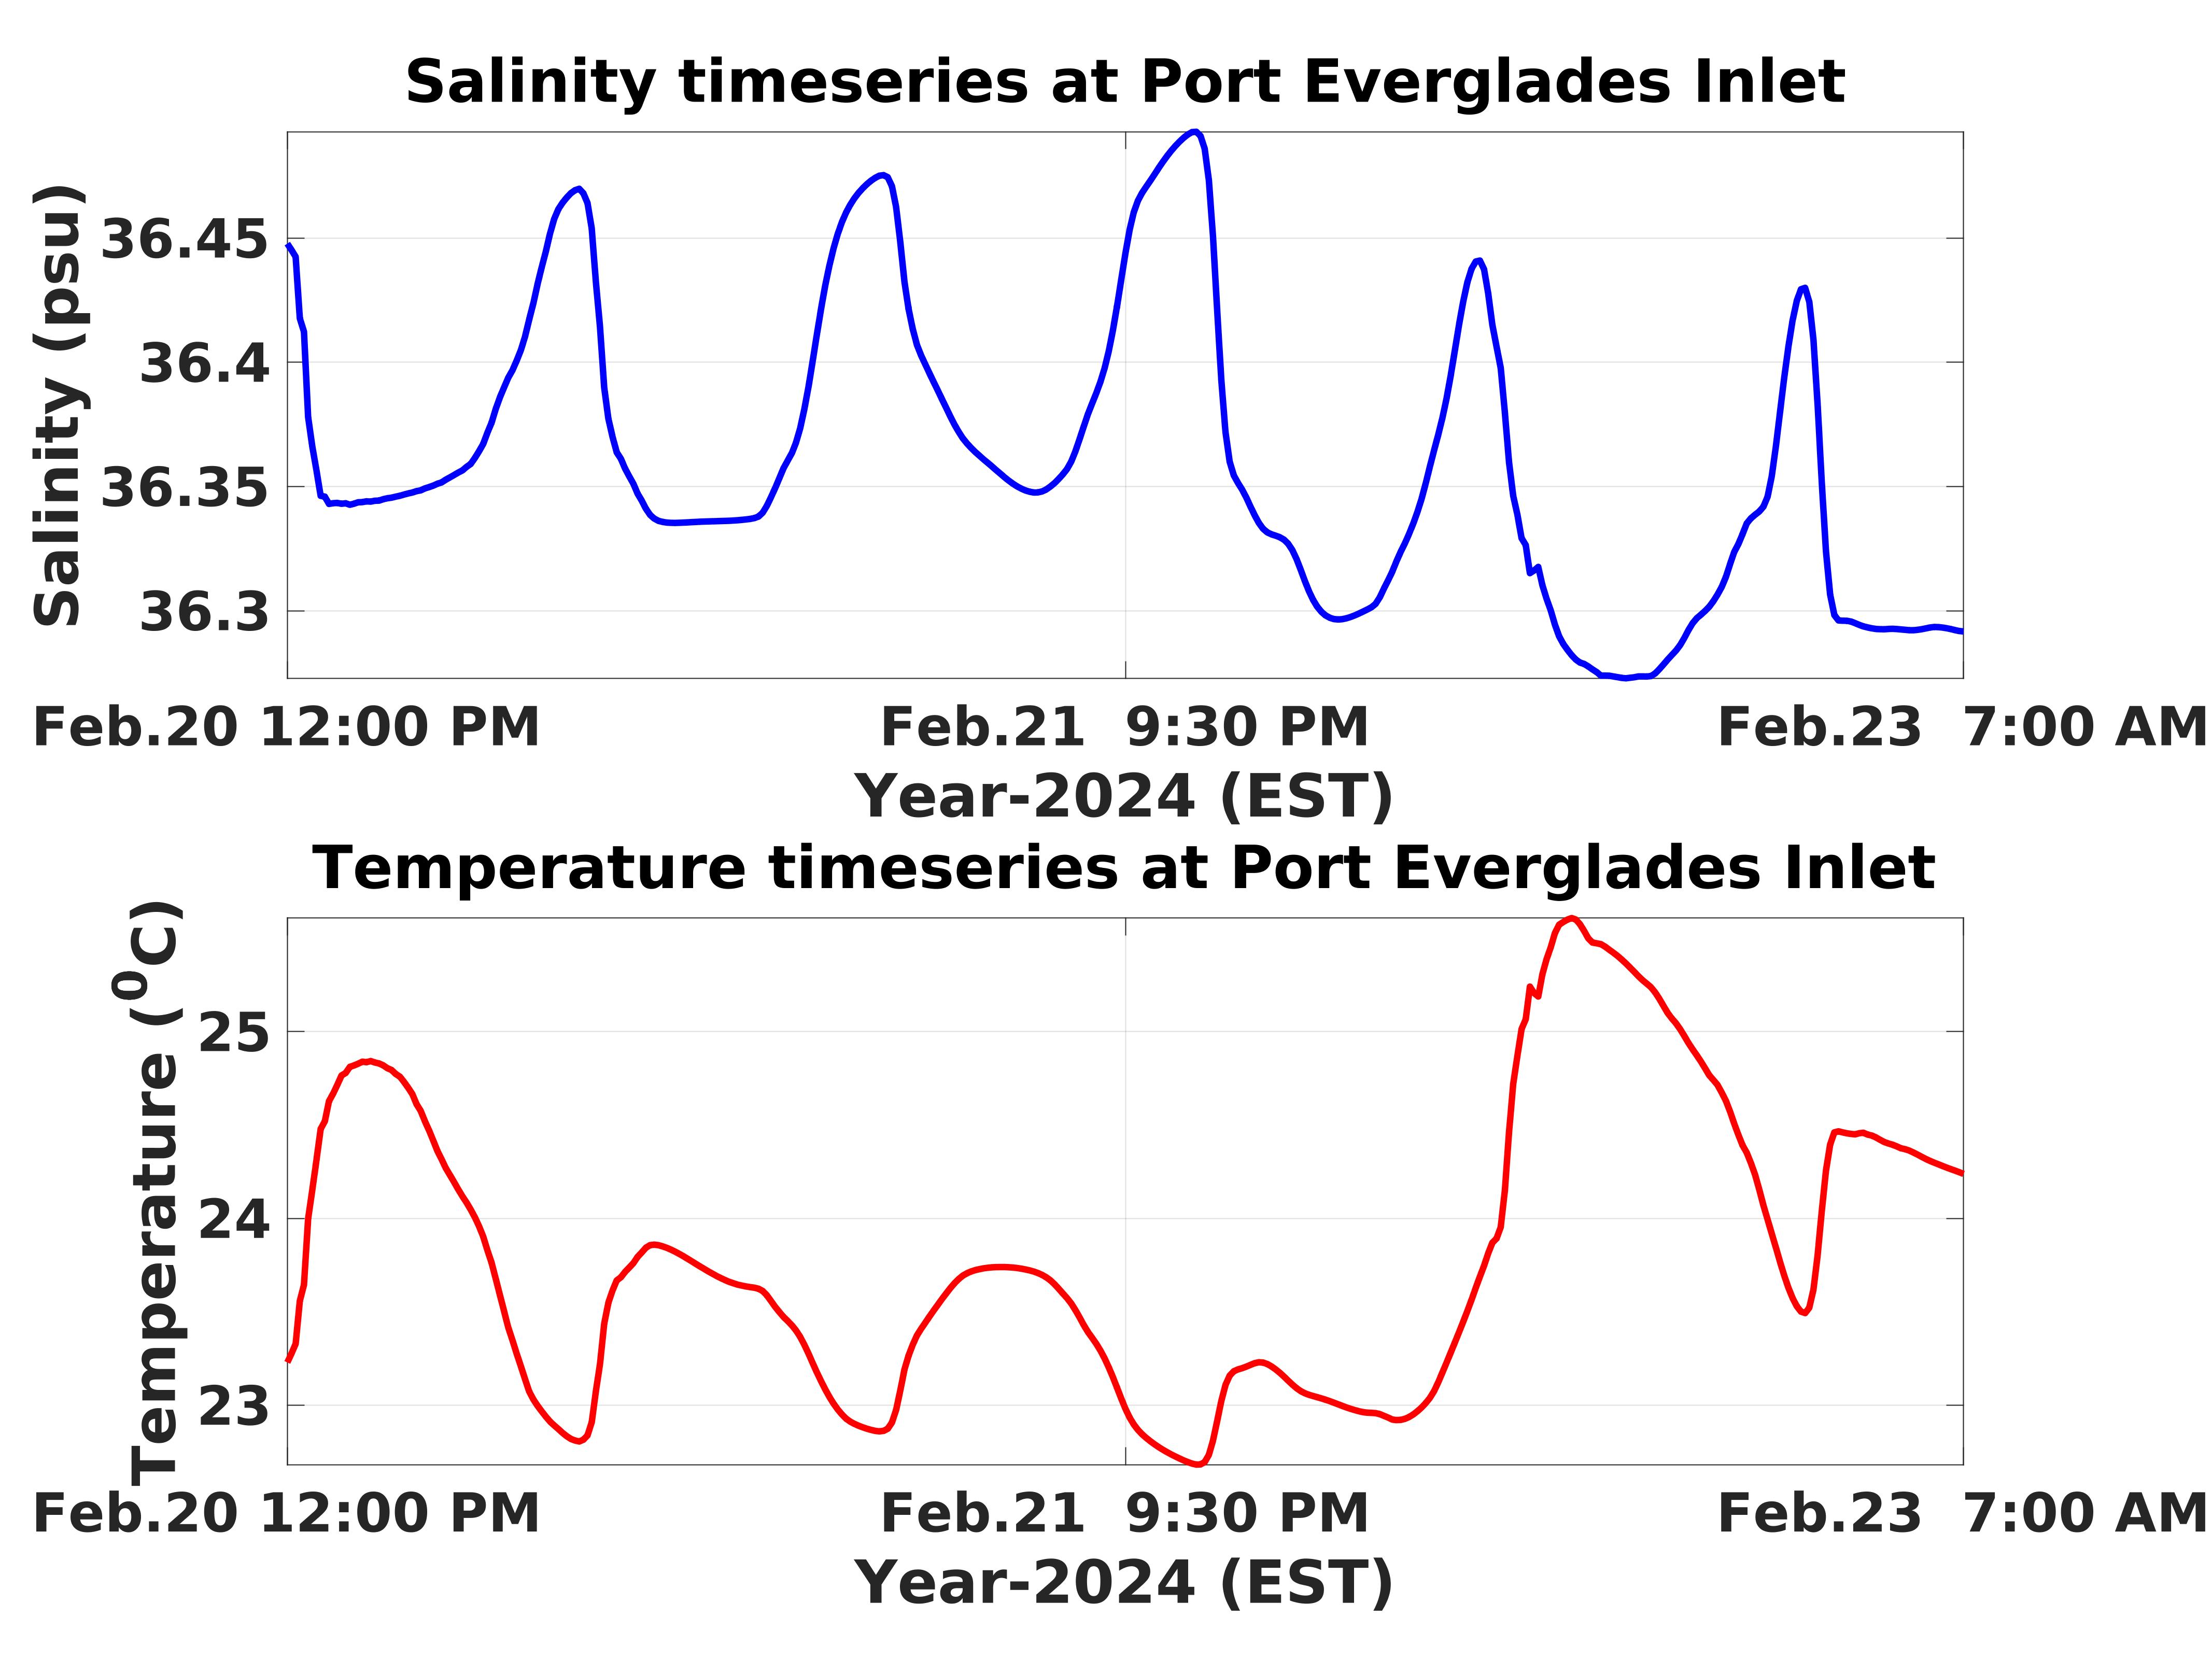 Salinity timeseries at Port Everglades Inlet
Salinity (psu)
36.45
36.4
36.35
36.3
Feb.20 12:00 PM Feb.21 9:30 PM Feb.23 7:00 AM
Year-2024 (EST)
Temperature timeseries at Port Everglades Inlet
Temperature (⁰C)
25
24
23
Feb.20 12:00 PM Feb.21 9:30 PM Feb.23 7:00 AM
Year-2024 (EST)